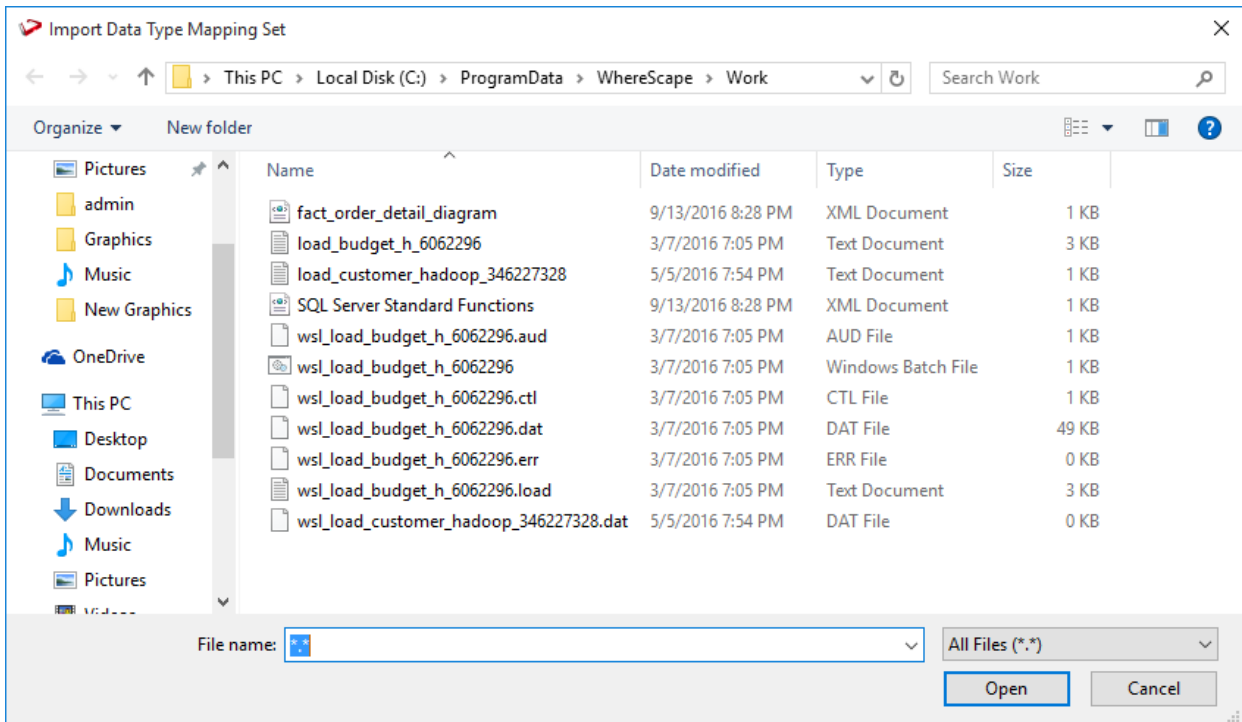 Import Data Type Mapping Set
This PC > Local Disk (C:) > ProgramData > WhereScape > Work
Search Work
Organize
New folder
Pictures
admin
Graphics
Music
New Graphics
OneDrive
This PC
Desktop
Documents
Downloads
Music
Pictures
Videos
Name Date modified Type Size
fact_order_detail_diagram 9/13/2016 8:28 PM XML Document 1 KB
load_budget_h_6062296 3/7/2016 7:05 PM Text Document 3 KB
load_customer_hadoop_346227328 5/5/2016 7:54 PM Text Document 1 KB
SQL Server Standard Functions 9/13/2016 8:28 PM XML Document 1 KB
wsl_load_budget_h_6062296.aud 3/7/2016 7:05 PM AUD File 1 KB
wsl_load_budget_h_6062296 3/7/2016 7:05 PM Windows Batch File 1 KB
wsl_load_budget_h_6062296.ctl 3/7/2016 7:05 PM CTL File 1 KB
wsl_load_budget_h_6062296.dat 3/7/2016 7:05 PM DAT File 49 KB
wsl_load_budget_h_6062296.err 3/7/2016 7:05 PM ERR File 0 KB
wsl_load_budget_h_6062296.load 3/7/2016 7:05 PM Text Document 3 KB
wsl_load_customer_hadoop_346227328.dat 5/5/2016 7:54 PM DAT File 0 KB
File name: *.*
All Files (*.*)
Open
Cancel